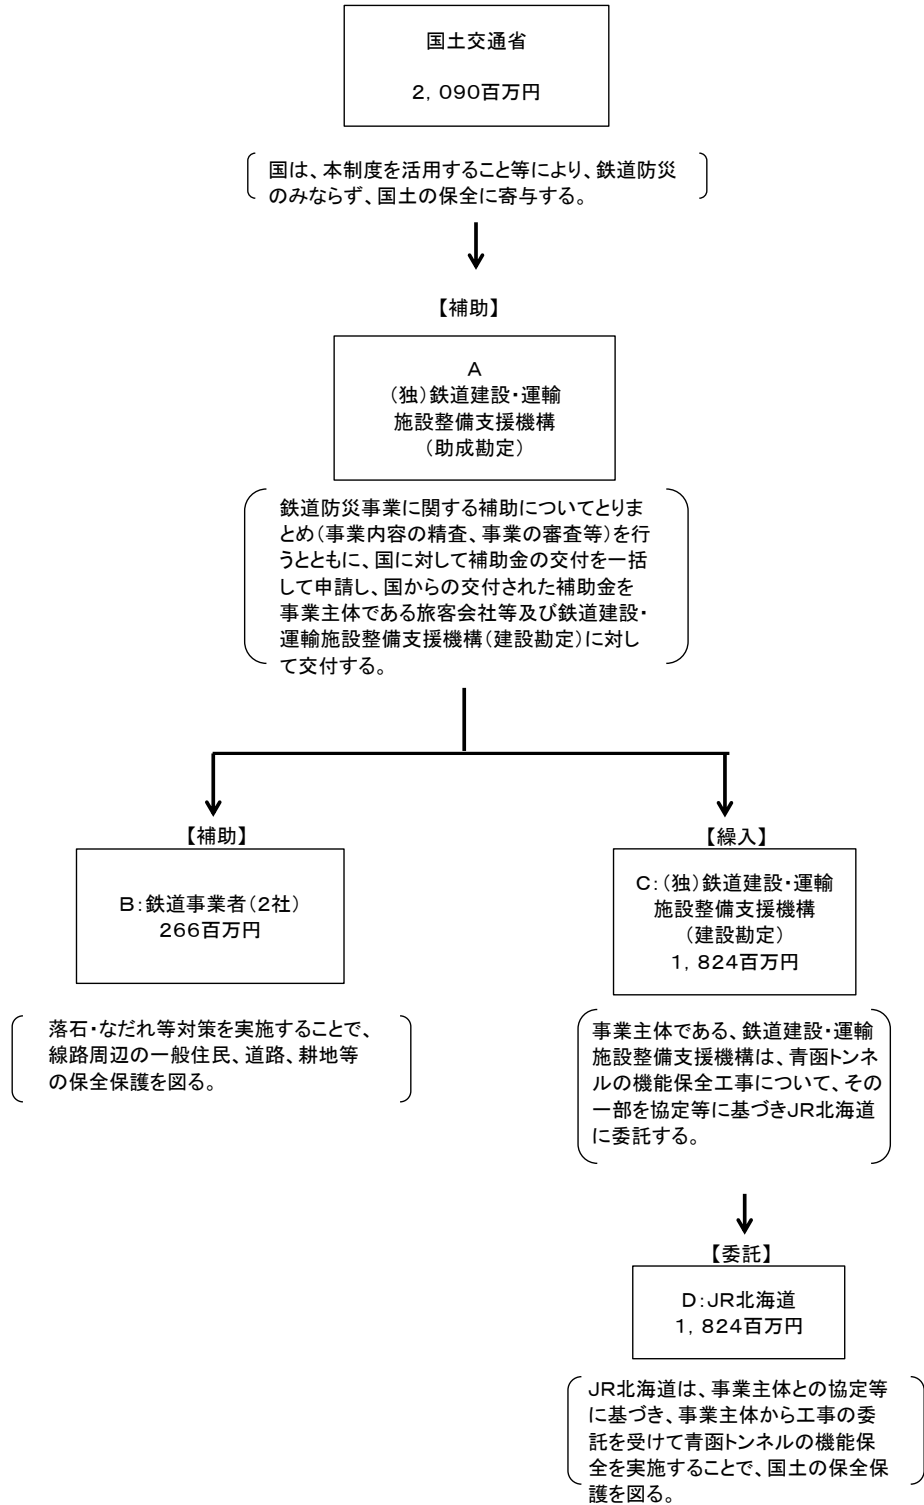 国土交通省
2,090百万円
国は、本制度を活用すること等により、鉄道防災
のみならず、国土の保全に寄与する。
【補助】
A
(独)鉄道建設・運輸
施設整備支援機構
(助成勘定)
鉄道防災事業に関する補助についてとりま
とめ(事業内容の精査、事業の審査等)を行
うとともに、国に対して補助金の交付を一括
して申請し、国からの交付された補助金を
事業主体である旅客会社等及び鉄道建設・
運輸施設整備支援機構(建設勘定)に対し
て交付する。
【補助】
B:鉄道事業者(2社)
266百万円
落石・なだれ等対策を実施することで、
線路周辺の一般住民、道路、耕地等
の保全保護を図る。
【繰入】
C:(独)鉄道建設・運輸
施設整備支援機構
(建設勘定)
1,824百万円
事業主体である、鉄道建設・運輸
施設整備支援機構は、青函トンネ
ルの機能保全工事について、その
一部を協定等に基づきJR北海道
に委託する。
【委託】
D:JR北海道
1,824百万円
JR北海道は、事業主体との協定等
に基づき、事業主体から工事の委
託を受けて青函トンネルの機能保
全を実施することで、国土の保全保
護を図る。